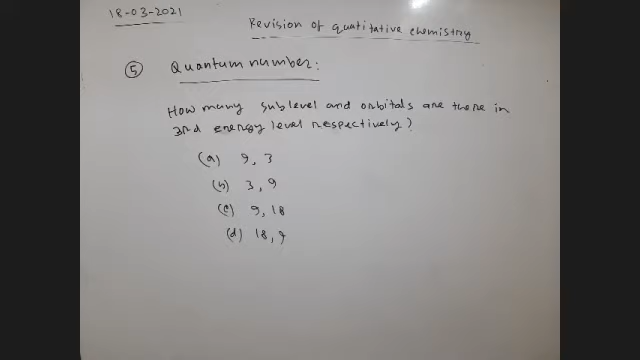 18-03-2021
Revision of quatitative chemistry
⑤ Quantum number:
How many sublevel and orbitals are there in
3rd energy level respectively?
(a) 9, 3
(b) 3, 9
(c) 9, 18
(d) 18, 9